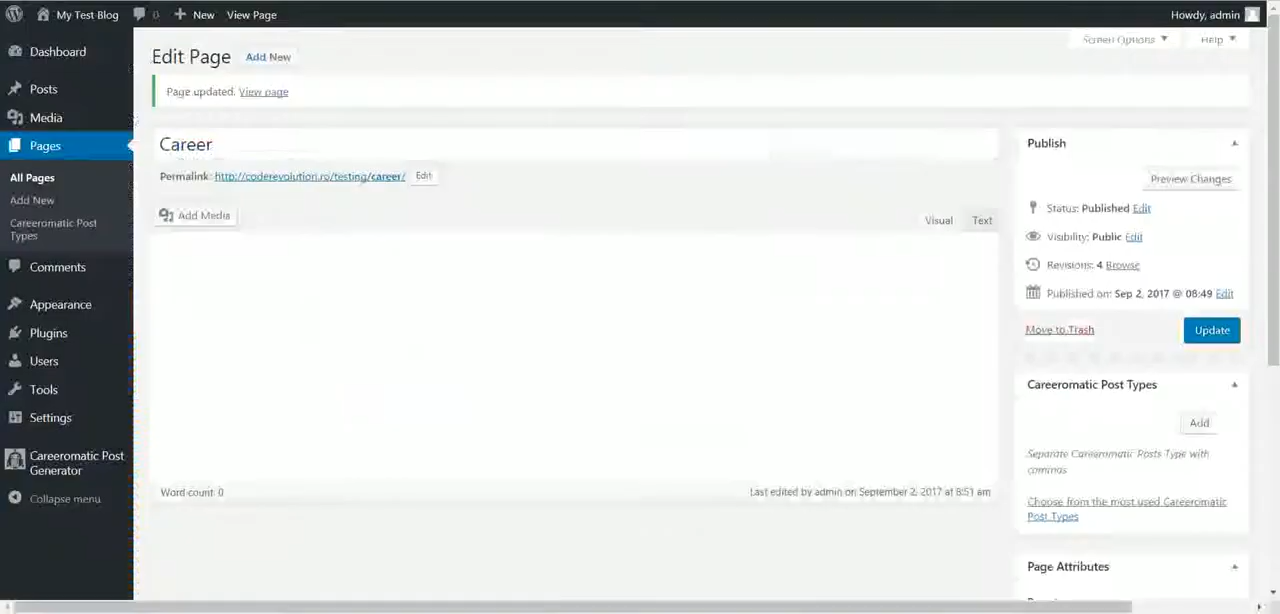 My Test Blog 0 New View Page Howdy, admin
Dashboard
Posts
Media
Pages
All Pages
Add New
Careeromatic Post
Types
Comments
Appearance
Plugins
Users
Tools
Settings
Careeromatic Post
Generator
Collapse menu
Screen Options Help
Edit Page Add New
Page updated. View page
Career
Permalink: http://coderevolution.ro/testing/career/ Edit
Add Media
Visual Text
Word count: 0 Last edited by admin on September 2, 2017 at 8:51 am
Publish
Preview Changes
Status: Published Edit
Visibility: Public Edit
Revisions: 4 Browse
Published on: Sep 2, 2017 @ 08:49 Edit
Move to Trash Update
Careeromatic Post Types
Add
Separate Careeromatic Posts Type with
commas
Choose from the most used Careeromatic
Post Types
Page Attributes